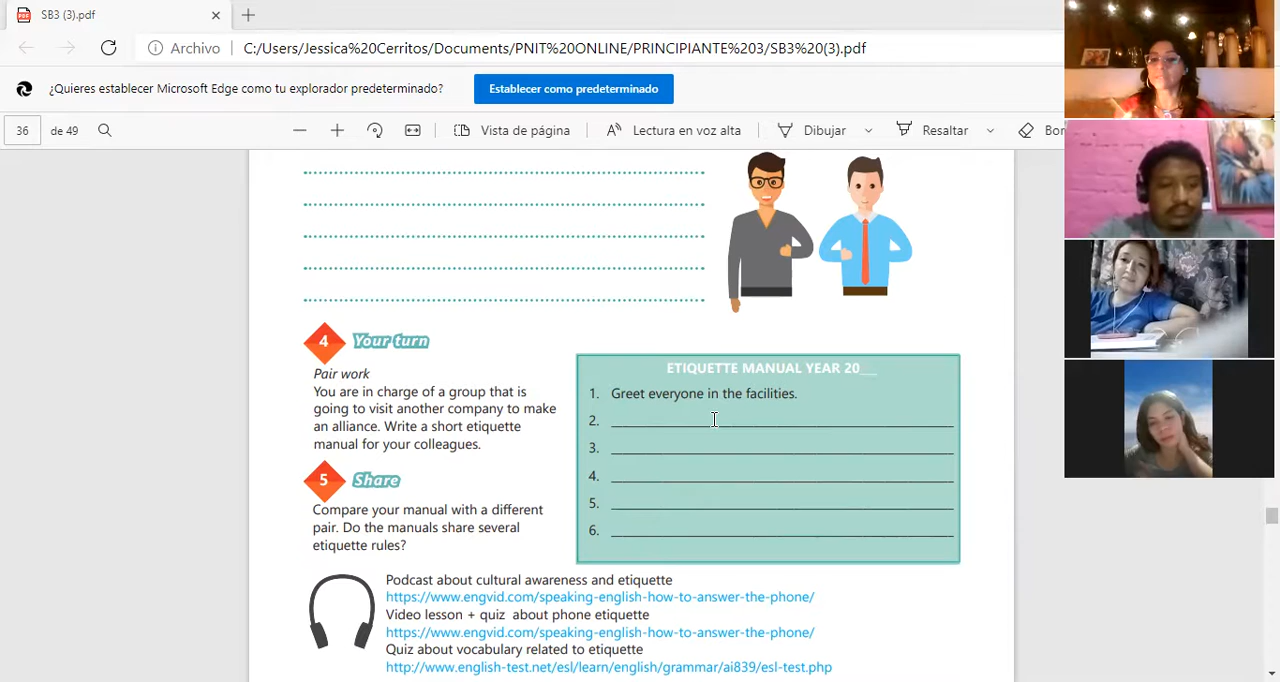 SB3 (3).pdf
Archivo
C:/Users/Jessica%20Cerritos/Documents/PNIT%20ONLINE/PRINCIPIANTE%203/SB3%20(3).pdf
¿Quieres establecer Microsoft Edge como tu explorador predeterminado?
Establecer como predeterminado
36 de 49
Vista de página
Lectura en voz alta
Dibujar
Resaltar
Bor
4 Your turn
Pair work
You are in charge of a group that is
going to visit another company to make
an alliance. Write a short etiquette
manual for your colleagues.
5 Share
Compare your manual with a different
pair. Do the manuals share several
etiquette rules?
ETIQUETTE MANUAL YEAR 20__
1. Greet everyone in the facilities.
2.
3.
4.
5.
6.
Podcast about cultural awareness and etiquette
https://www.engvid.com/speaking-english-how-to-answer-the-phone/
Video lesson + quiz about phone etiquette
https://www.engvid.com/speaking-english-how-to-answer-the-phone/
Quiz about vocabulary related to etiquette
http://www.english-test.net/esl/learn/english/grammar/ai839/esl-test.php